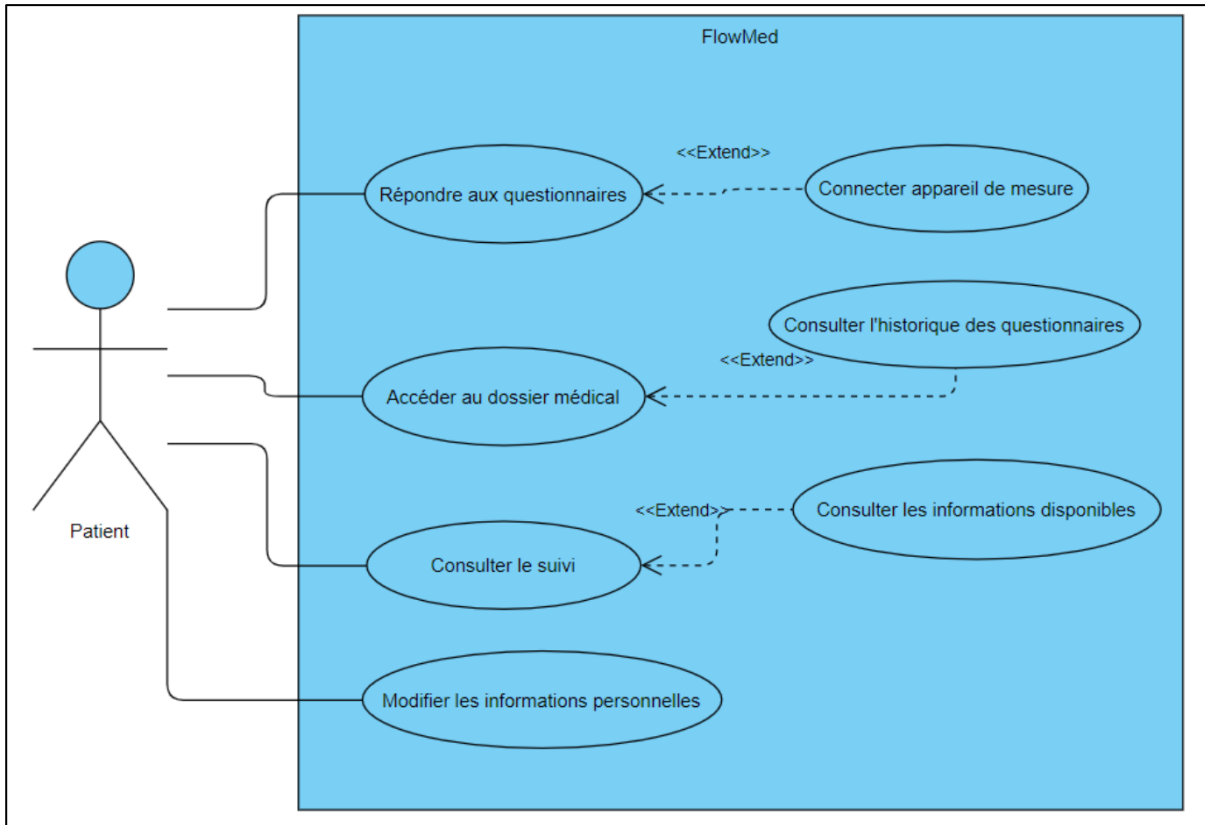 FlowMed
<<Extend>>
Répondre aux questionnaires
Connecter appareil de mesure
Consulter l'historique des questionnaires
<<Extend>>
Accéder au dossier médical
<<Extend>>
Consulter les informations disponibles
Patient
Consulter le suivi
Modifier les informations personnelles